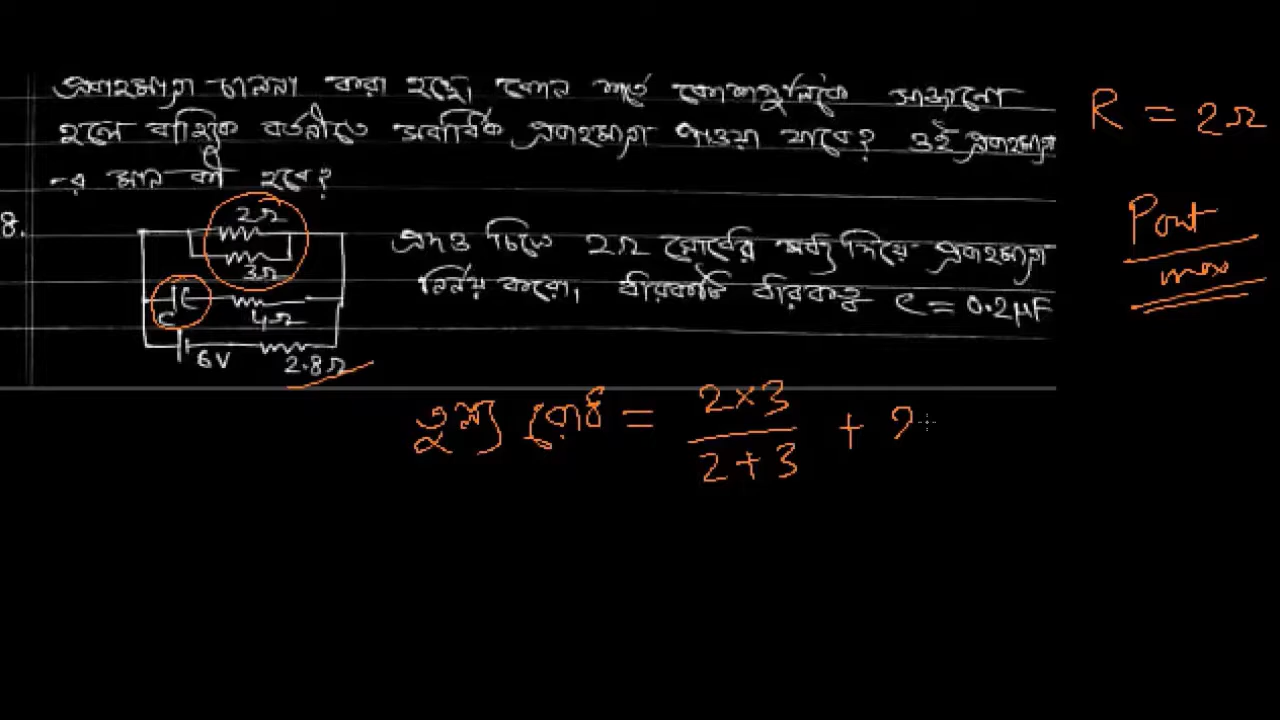 প্রবাহমাত্রা চালনা করা হচ্ছে। কোন শর্তে কোশগুলিকে সাজানো
হলে বাহ্যিক বর্তনীতে সর্বাধিক প্রবাহমাত্রা পাওয়া যাবে? ওই প্রবাহমাত্রা
-র মান কী হবে?
R = 2Ω
Pout
max
8.
2Ω
3Ω
C
4Ω
6V
2.8Ω
প্রদত্ত চিত্রে 2Ω রোধের মধ্য দিয়ে প্রবাহমাত্রা
নির্ণয় করো। ধারকটির ধারকত্ব C = 0.2μF
তুল্য রোধ = 2×3 / 2+3 + 2